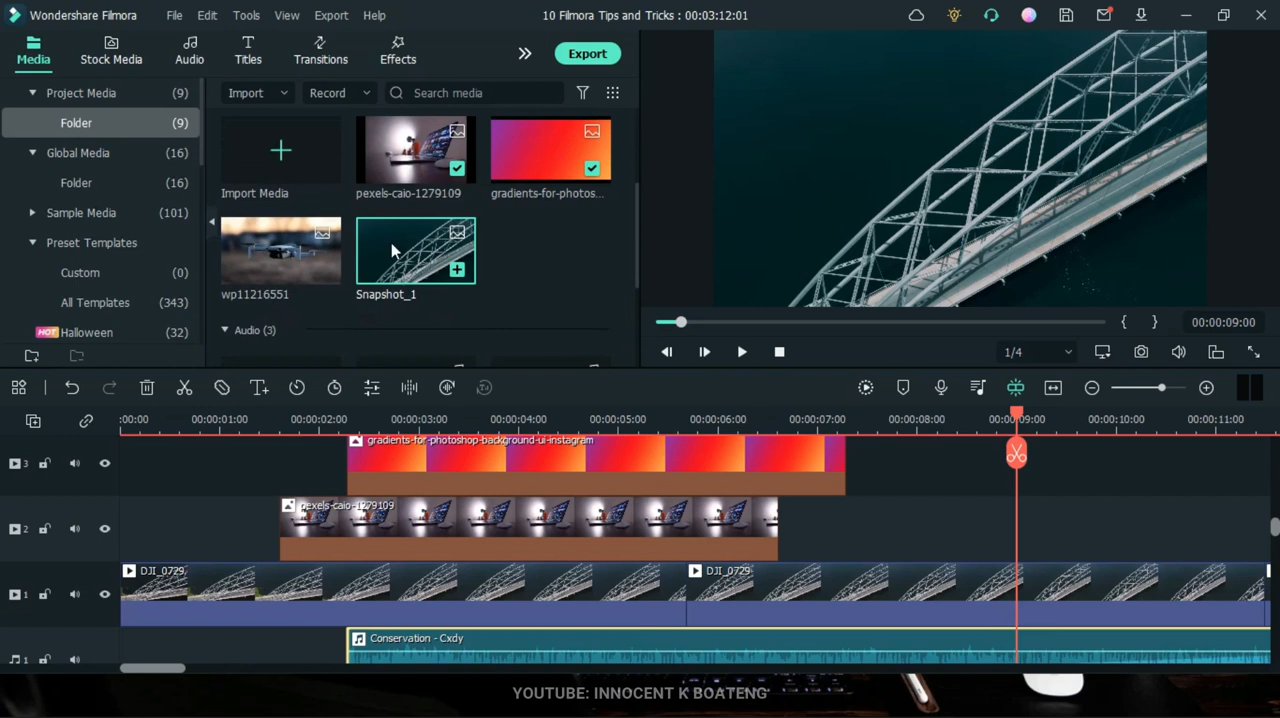 Wondershare Filmora
File Edit Tools View Export Help
10 Filmora Tips and Tricks : 00:03:12:01
Media
Stock Media
Audio
Titles
Transitions
Effects
Export
Project Media (9)
Folder (9)
Global Media (16)
Folder (16)
Sample Media (101)
Preset Templates
Custom (0)
All Templates (343)
HOT Halloween (32)
Import
Record
Search media
Import Media
pexels-caio-1279109
gradients-for-photos...
wp11216551
Snapshot_1
Audio (3)
{ }
00:00:09:00
1/4
:00:00 00:00:01:00 00:00:02:00 00:00:03:00 00:00:04:00 00:00:05:00 00:00:06:00 00:00:07:00 00:00:08:00 00:00:09:00 00:00:10:00 00:00:11:00
3
gradients-for-photoshop-background-ui-instagram
2
pexels-caio-1279109
1
DJI_0729
DJI_0729
1
Conservation - Cxdy
YOUTUBE: INNOCENT K BOATENG